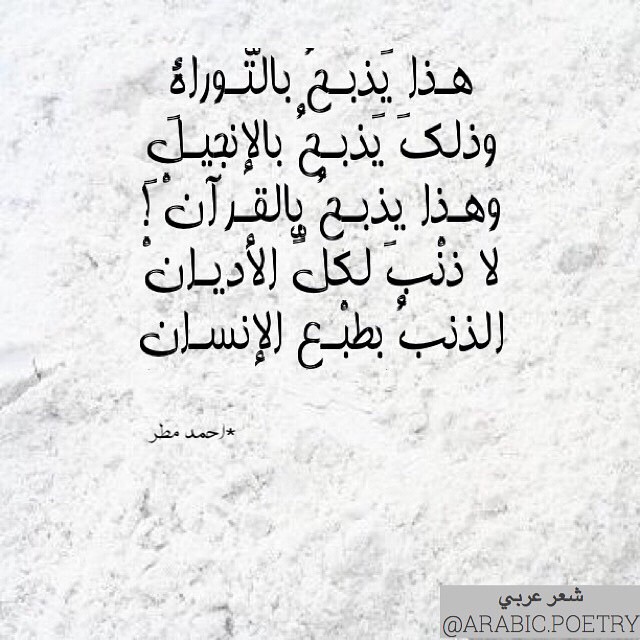 هذا يَذبحُ بالتّوراةُ
وذلكَ يَذبحُ بالإنجيلَ
وهذا يذبحُ بالقرآنْ !َ
لا ذنْبَ لكلِّ الأديانْ
الذنبُ بطبْع الإنسان
*احمد مطر
شعر عربي
@ARABIC.POETRY